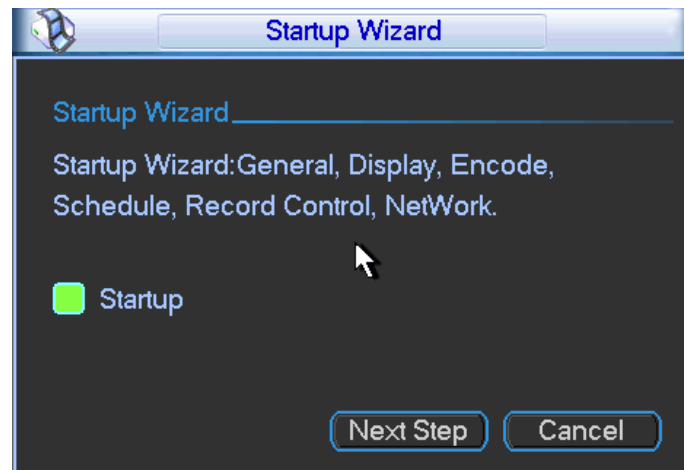 Startup Wizard
Startup Wizard
Startup Wizard:General, Display, Encode,
Schedule, Record Control, NetWork.
Startup
Next Step
Cancel